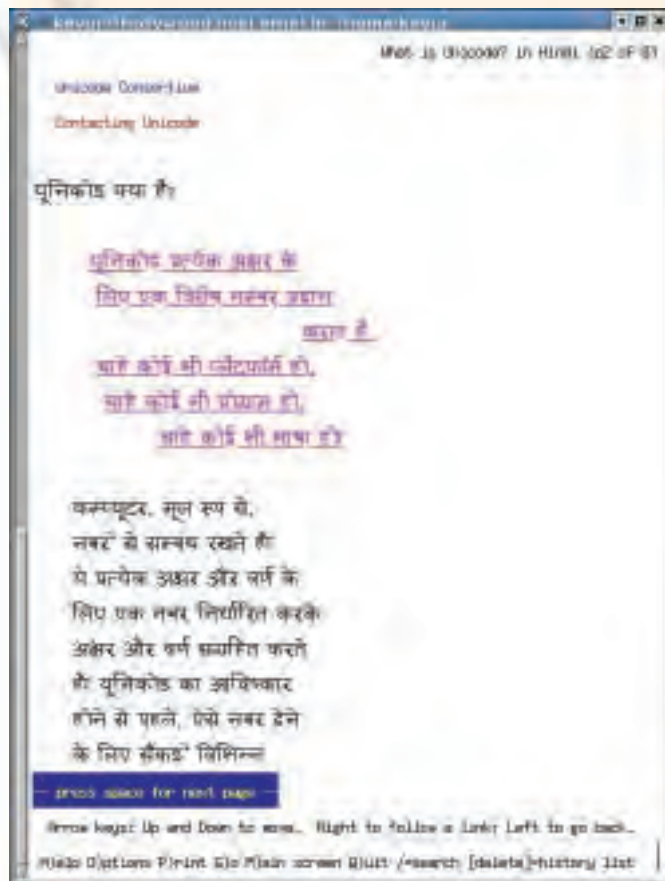 What is Unicode? in Hindi (p2 of 6)
Unicode Consortium
Contacting Unicode
यूनिकोड क्या है?
यूनिकोड प्रत्येक अक्षर के
लिए एक विशेष नम्बर प्रदान
करता है
चाहे कोई भी प्लैटफॉर्म हो,
चाहे कोई भी प्रोग्राम हो,
चाहे कोई भी भाषा हो
कम्प्यूटर, मूल रूप से,
नंबरों से सम्बंध रखते हैं
ये प्रत्येक अक्षर और वर्ण के
लिए एक नंबर निर्धारित करके
अक्षर और वर्ण संग्रहित करते
हैं यूनिकोड का आविष्कार
होने से पहले, ऐसे नंबर देने
के लिए सैंकडों विभिन्न
-- press space for next page --
Arrow keys: Up and Down to move. Right to follow a link; Left to go back.
H)elp O)ptions P)rint G)o M)ain screen Q)uit /=search [delete]=history list